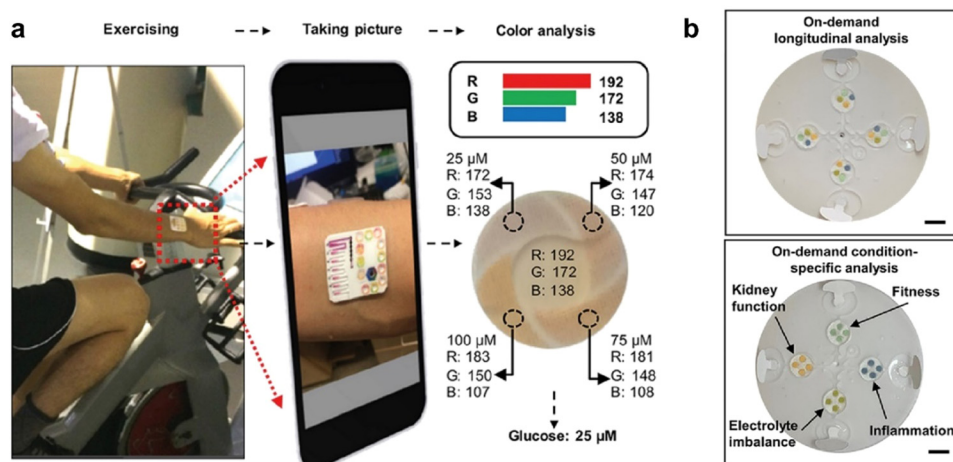 a
Exercising
Taking picture
Color analysis
R 192
G 172
B 138
25 µM
R: 172
G: 153
B: 138
50 µM
R: 174
G: 147
B: 120
R: 192
G: 172
B: 138
100 µM
R: 183
G: 150
B: 107
75 µM
R: 181
G: 148
B: 108
Glucose: 25 µM
b
On-demand
longitudinal analysis
On-demand condition-
specific analysis
Kidney
function
Fitness
Electrolyte
imbalance
Inflammation